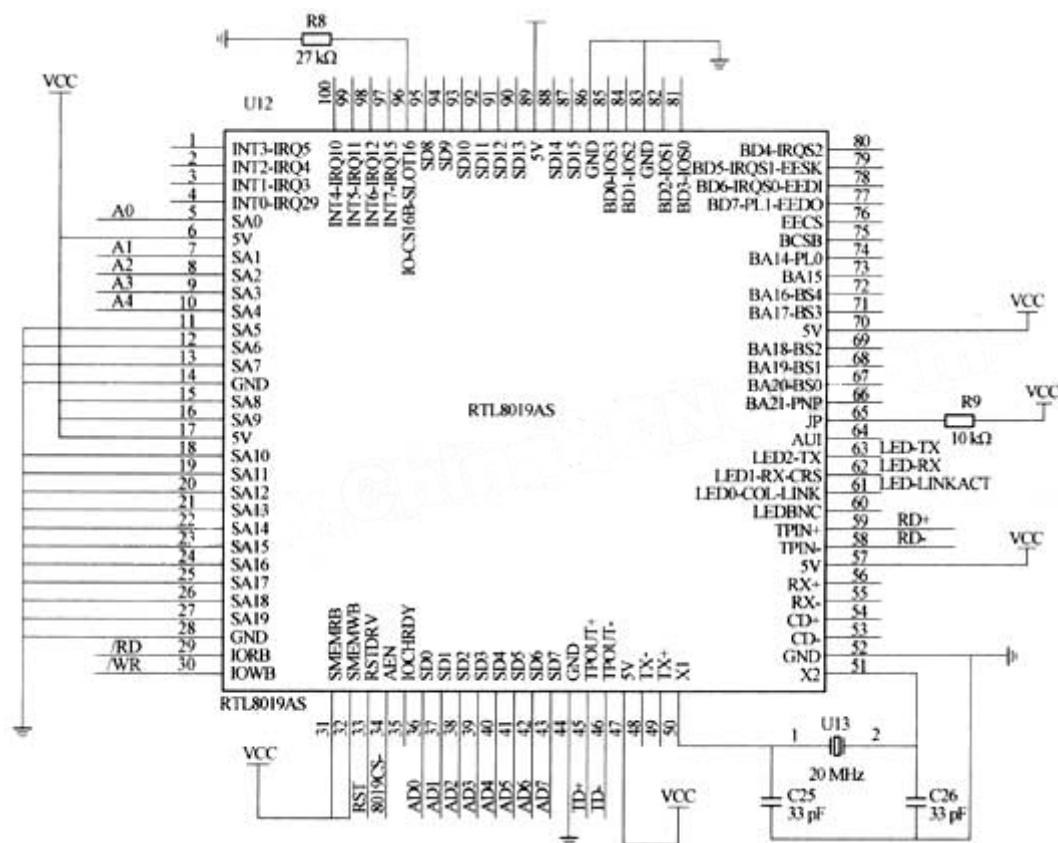 R8
27 kΩ
VCC
U12
100 99 98 97 96 95 94 93 92 91 90 89 88 87 86 85 84 83 82 81
INT4-IRQ10
INT5-IRQ11
INT6-IRQ12
INT7-IRQ15
IO-CS16B-SLOT16
SD8
SD9
SD10
SD11
SD12
SD13
5V
SD14
SD15
GND
BD0-IOS3
BD1-IOS2
GND
BD2-IOS1
BD3-IOS0
1 INT3-IRQ5
2 INT2-IRQ4
3 INT1-IRQ3
4 INT0-IRQ29
A0 5 SA0
6 5V
A1 7 SA1
A2 8 SA2
A3 9 SA3
A4 10 SA4
11 SA5
12 SA6
13 SA7
14 GND
15 SA8
16 SA9
17 5V
18 SA10
19 SA11
20 SA12
21 SA13
22 SA14
23 SA15
24 SA16
25 SA17
26 SA18
27 SA19
28 GND
/RD 29 IORB
/WR 30 IOWB
RTL8019AS
BD4-IRQS2 80
BD5-IRQS1-EESK 79
BD6-IRQS0-EEDI 78
BD7-PL1-EEDO 77
EECS 76
BCSB 75
BA14-PL0 74
BA15 73
BA16-BS4 72
BA17-BS3 71
5V 70 VCC
BA18-BS2 69
BA19-BS1 68
BA20-BS0 67
BA21-PNP 66
JP 65 R9 10 kΩ VCC
AUI 64
LED2-TX 63 LED-TX
LED1-RX-CRS 62 LED-RX
LED0-COL-LINK 61 LED-LINKACT
LEDBNC 60
TPIN+ 59 RD+
TPIN- 58 RD-
5V 57 VCC
RX+ 56
RX- 55
CD+ 54
CD- 53
GND 52
X2 51
SMEMRB
SMEMWB
RSTDRV
AEN
IOCHRDY
SD0
SD1
SD2
SD3
SD4
SD5
SD6
SD7
GND
TPOUT+
TPOUT-
5V
TX-
TX+
X1
RTL8019AS
31 32 33 34 35 36 37 38 39 40 41 42 43 44 45 46 47 48 49 50
VCC
RST
8019CS-
AD0
AD1
AD2
AD3
AD4
AD5
AD6
AD7
TD+
TD-
VCC
1 U13 2
20 MHz
C25
33 pF
C26
33 pF